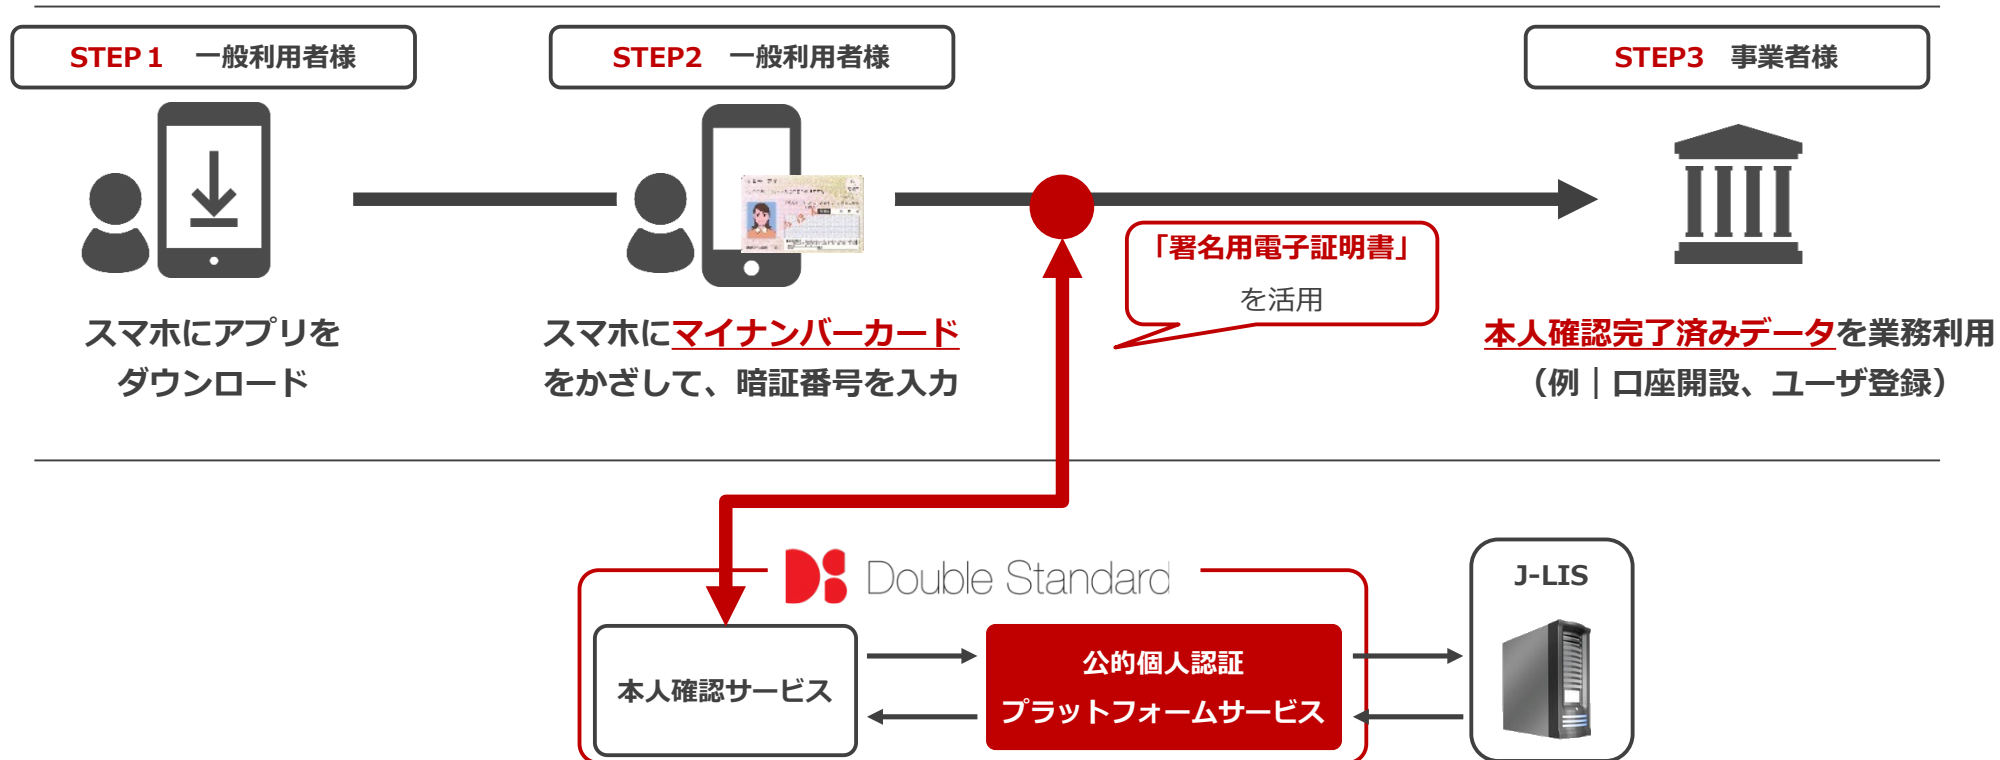 STEP１　一般利用者様
STEP2　一般利用者様
STEP3　事業者様
「署名用電子証明書」
を活用
スマホにアプリを
ダウンロード
スマホにマイナンバーカード
をかざして、暗証番号を入力
本人確認完了済みデータを業務利用
（例｜口座開設、ユーザ登録）
Double Standard
J-LIS
本人確認サービス
公的個人認証
プラットフォームサービス